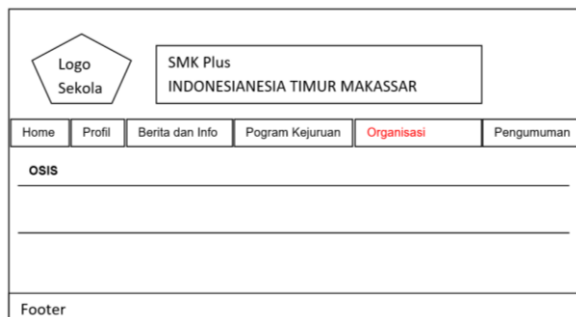 Logo
Sekola
SMK Plus
INDONESIANESIA TIMUR MAKASSAR
Home Profil Berita dan Info Pogram Kejuruan Organisasi Pengumuman
OSIS
Footer